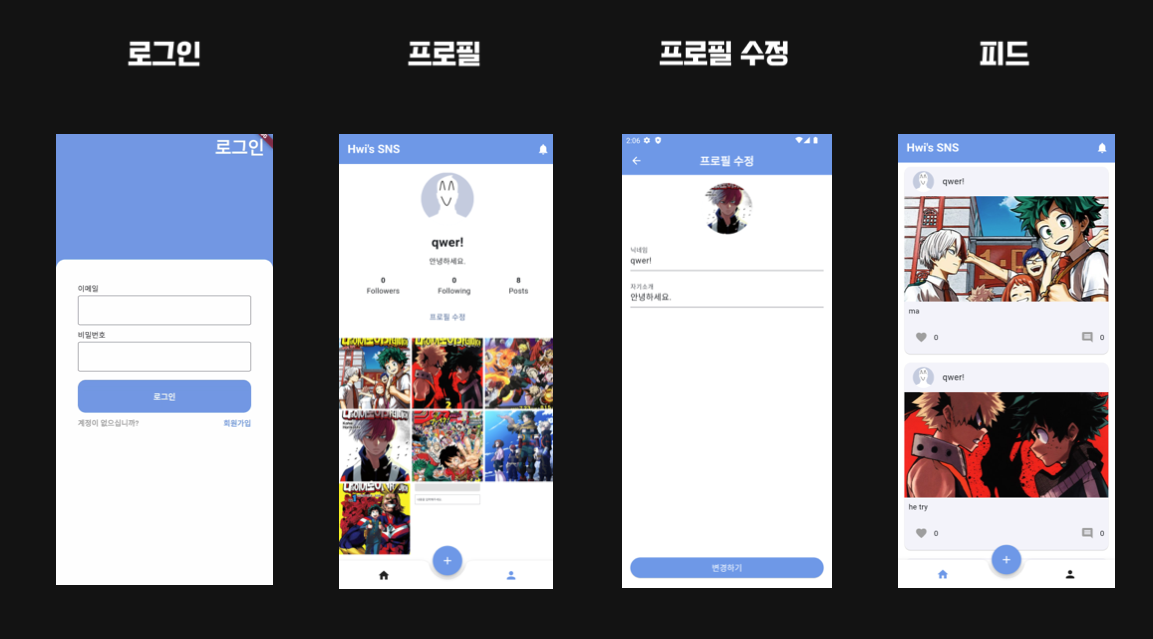 로그인
프로필
프로필 수정
피드
로그인
이메일
비밀번호
로그인
계정이 없으십니까?
회원가입
Hwi's SNS
qwer!
안녕하세요.
0
0
8
Followers
Following
Posts
프로필 수정
+
2:06
프로필 수정
닉네임
qwer!
자기소개
안녕하세요.
변경하기
Hwi's SNS
qwer!
ma
0
0
qwer!
he try
0
0
+